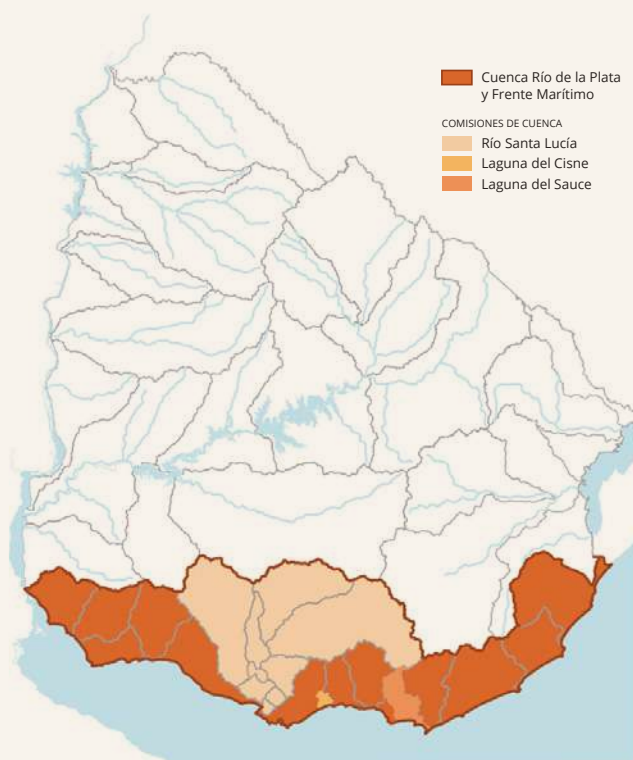 Cuenca Río de la Plata
y Frente Marítimo
COMISIONES DE CUENCA
Río Santa Lucía
Laguna del Cisne
Laguna del Sauce